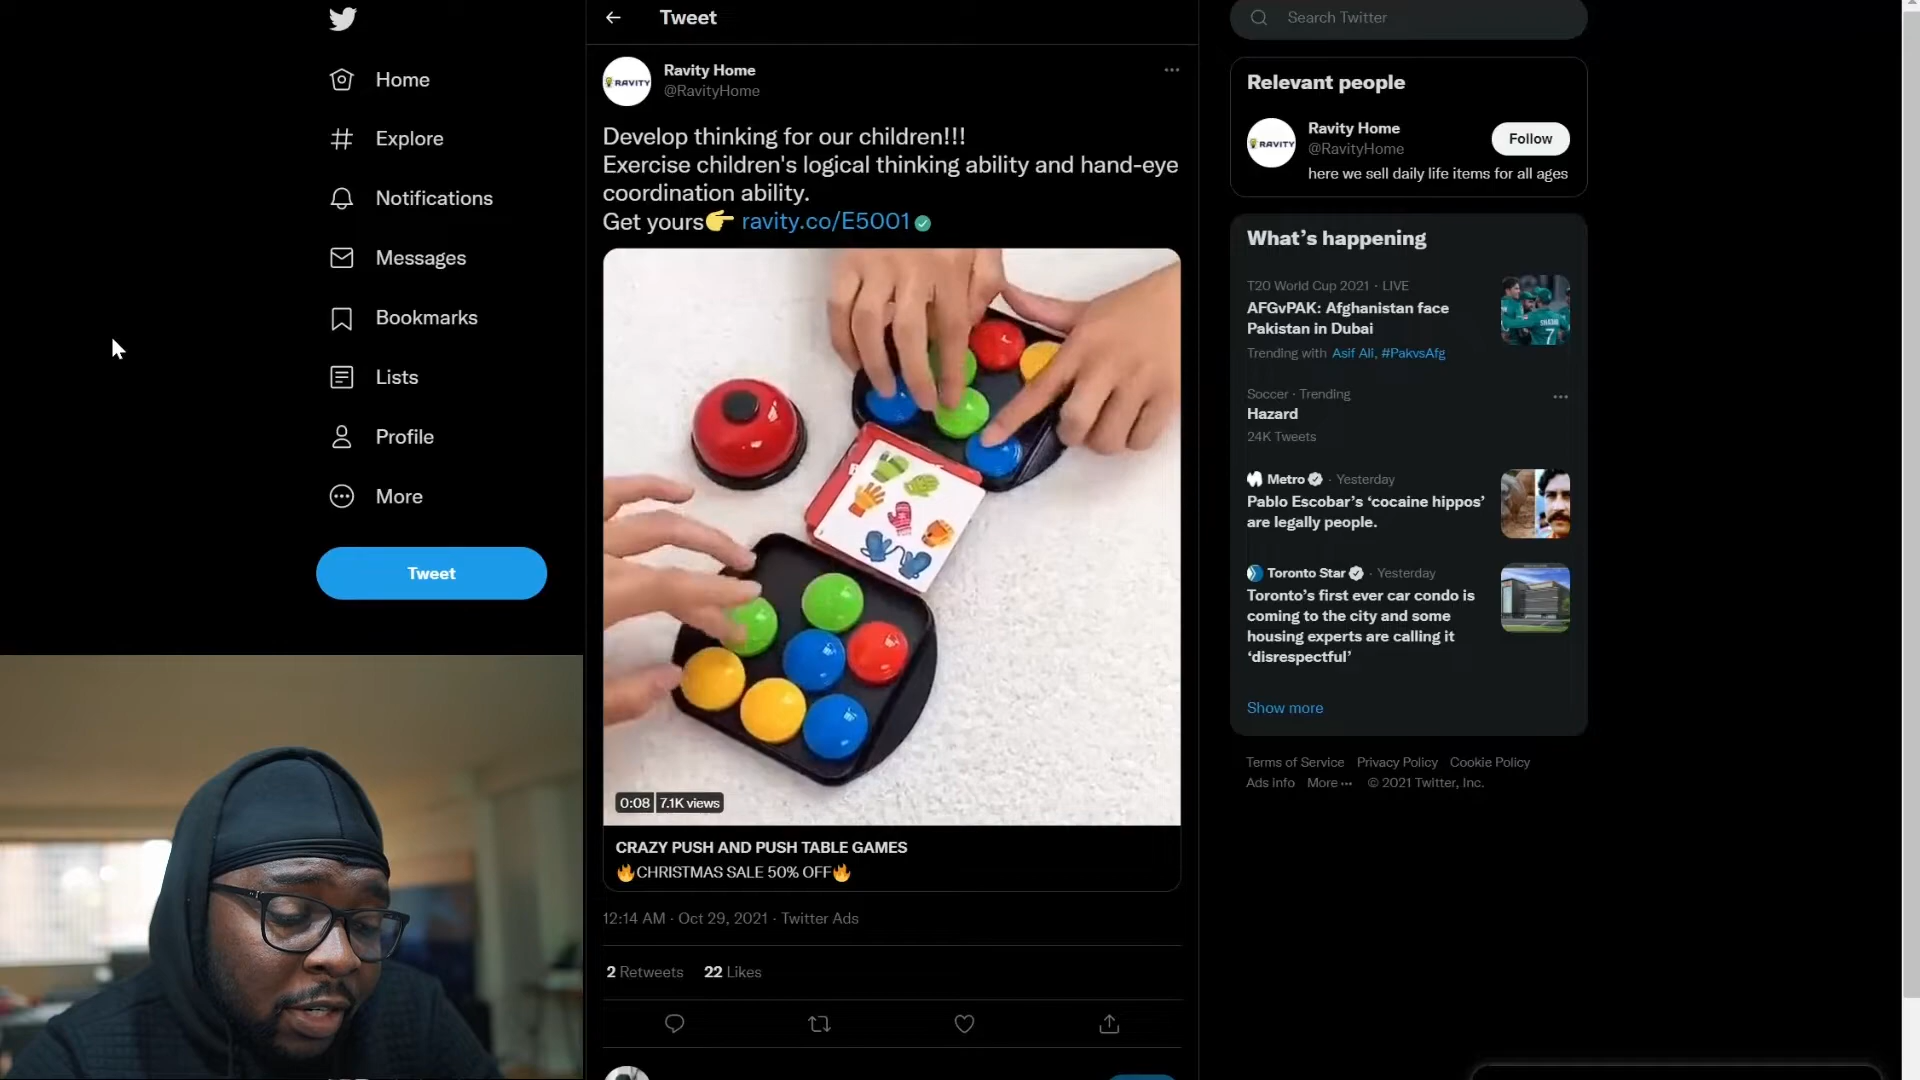 Home
Explore
Notifications
Messages
Bookmarks
Lists
Profile
More
Tweet
Tweet
RAVITY
Ravity Home
@RavityHome
Develop thinking for our children!!!
Exercise children's logical thinking ability and hand-eye
coordination ability.
Get yours👉 ravity.co/E5001
0:08 7.1K views
CRAZY PUSH AND PUSH TABLE GAMES
🔥CHRISTMAS SALE 50% OFF🔥
12:14 AM · Oct 29, 2021 · Twitter Ads
2 Retweets 22 Likes
Search Twitter
Relevant people
RAVITY
Ravity Home
@RavityHome
Follow
here we sell daily life items for all ages
What's happening
T20 World Cup 2021 · LIVE
AFGvPAK: Afghanistan face
Pakistan in Dubai
Trending with Asif Ali, #PakvsAfg
Soccer · Trending
Hazard
24K Tweets
Metro · Yesterday
Pablo Escobar's ‘cocaine hippos’
are legally people.
Toronto Star · Yesterday
Toronto's first ever car condo is
coming to the city and some
housing experts are calling it
‘disrespectful’
Show more
Terms of Service Privacy Policy Cookie Policy
Ads info More ··· © 2021 Twitter, Inc.